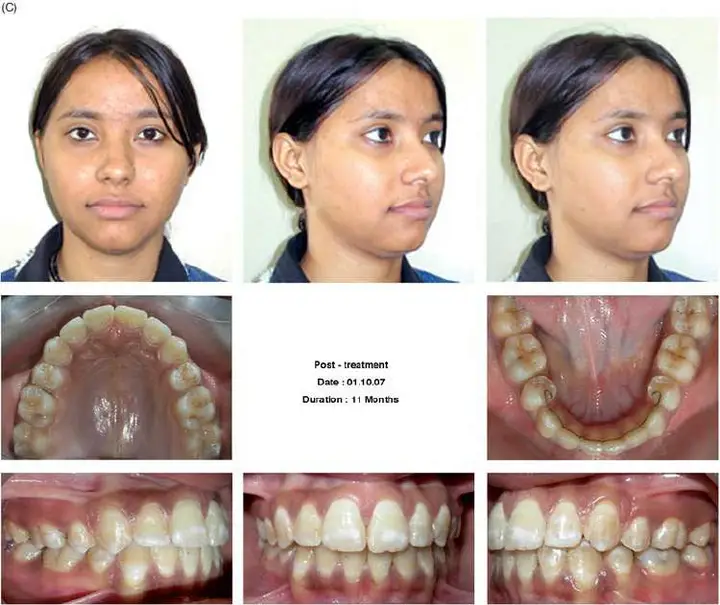 (C)
Post - treatment
Date : 01.10.07
Duration : 11 Months